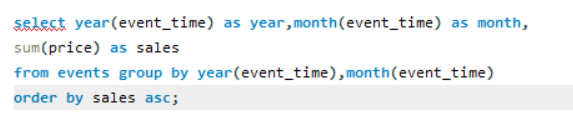 select year(event_time) as year,month(event_time) as month,
sum(price) as sales
from events group by year(event_time),month(event_time)
order by sales asc;